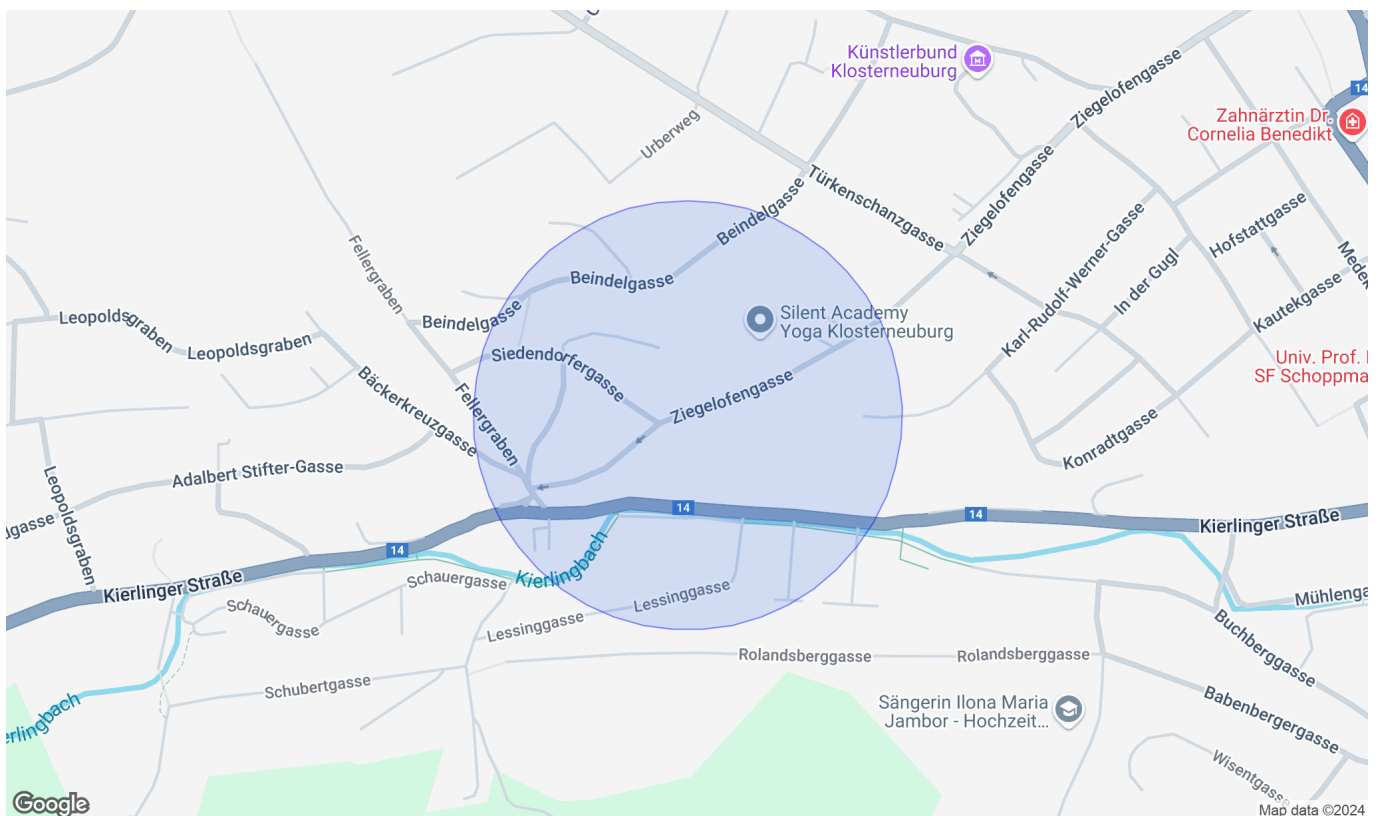 Künstlerbund
Klosterneuburg
Ziegelofengasse
14
Zahnärztin Dr.
Cornelia Benedikt
Urberweg
Türkenschanzgasse
Beindelgasse
Ziegelofengasse
Karl-Rudolf-Werner-Gasse
In der Gugl
Hofstattgasse
Medek
Kautekgasse
Fellergraben
Beindelgasse
Beindelgasse
Leopoldsgraben
Leopoldsgraben
Silent Academy
Yoga Klosterneuburg
Siedendorfergasse
Univ. Prof.
SF Schoppma
Bäckerkreuzgasse
Fellergraben
Ziegelofengasse
Konradtgasse
Adalbert Stifter-Gasse
Leopoldsgraben
gasse
14
14
Kierlinger Straße
14
Kierlingbach
Kierlinger Straße
Schauergasse
Schauergasse
Lessinggasse
Lessinggasse
Mühlenga
Buchberggasse
Rolandsberggasse
Rolandsberggasse
Schubertgasse
Babenbergergasse
Sängerin Ilona Maria
Jambor - Hochzeit...
erlingbach
Wisentgasse
Google
Map data ©2024